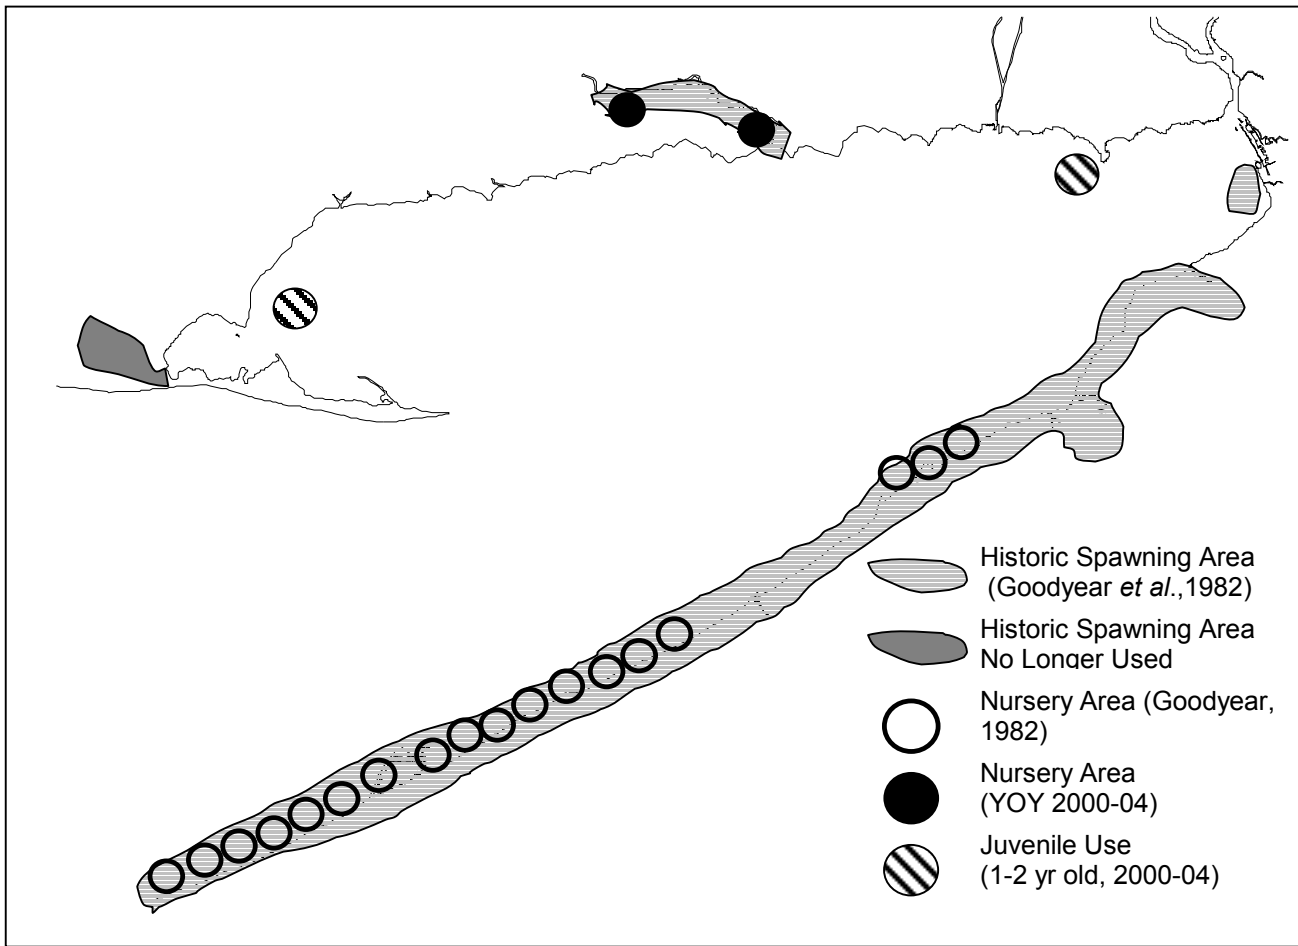 Historic Spawning Area
(Goodyear et al.,1982)
Historic Spawning Area
No Longer Used
Nursery Area (Goodyear,
1982)
Nursery Area
(YOY 2000-04)
Juvenile Use
(1-2 yr old, 2000-04)